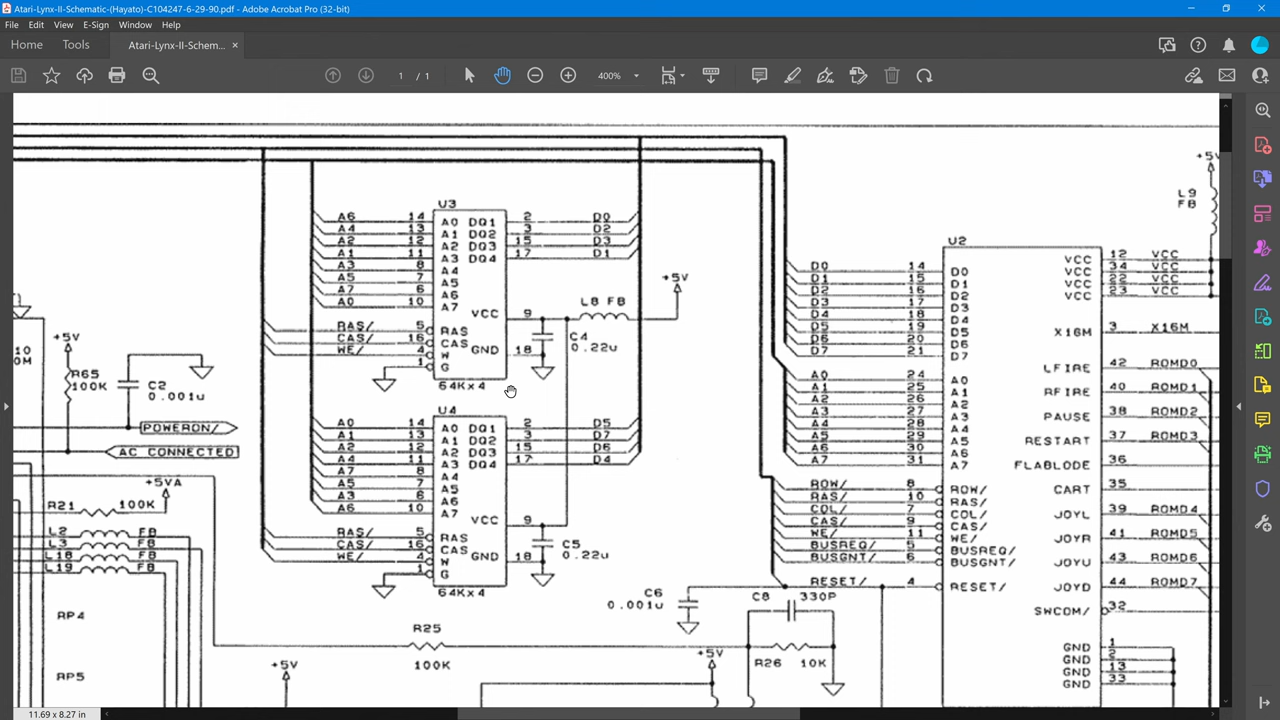 Atari-Lynx-II-Schematic-(Hayato)-C104247-6-29-90.pdf - Adobe Acrobat Pro (32-bit)
File Edit View E-Sign Window Help
Home Tools Atari-Lynx-II-Schem... ×
1 / 1 400%
+5V
L9
FB
U3
A6 14 A0 DQ1 2 D0
A4 13 A1 DQ2 3 D2
A2 12 A2 DQ3 15 D3
A1 11 A3 DQ4 17 D1
A3 8 A4
A5 7 A5
A7 6 A6
A0 10 A7
VCC 9 L8 FB +5V
RAS/ 5 RAS
CAS/ 16 CAS
WE/ 4 W GND 18
1 G
64Kx4
C4
0.22u
U4
A0 14 A0 DQ1 2 D5
A1 13 A1 DQ2 3 D7
A2 12 A2 DQ3 15 D6
A4 11 A3 DQ4 17 D4
A7 8 A4
A5 7 A5
A3 6 A6
A6 10 A7
VCC 9
RAS/ 5 RAS
CAS/ 16 CAS
WE/ 4 W GND 18
1 G
64Kx4
C5
0.22u
+5V
R65
100K
C2
0.001u
POWERON/
AC CONNECTED
+5VA
R21 100K
L2 FB
L3 FB
L18 FB
L19 FB
RP4
RP5
R25
100K
+5V
C6
0.001u
C8 330P
+5V
R26 10K
U2
D0 14 D0
D1 15 D1
D2 16 D2
D3 17 D3
D4 18 D4
D5 19 D5
D6 20 D6
D7 21 D7
A0 24 A0
A1 25 A1
A2 26 A2
A3 27 A3
A4 28 A4
A5 29 A5
A6 30 A6
A7 31 A7
ROW/ 8 ROW/
RAS/ 10 RAS/
COL/ 7 COL/
CAS/ 9 CAS/
WE/ 11 WE/
BUSREQ/ 5 BUSREQ/
BUSGNT/ 6 BUSGNT/
RESET/ 4 RESET/
VCC 12 VCC
VCC 34 VCC
VCC 22 VCC
VCC 23 VCC
X16M 3 X16M
LFIRE 42 ROMD0
RFIRE 40 ROMD1
PAUSE 38 ROMD2
RESTART 37 ROMD3
FLABLODE 36
CART 35
JOYL 39 ROMD4
JOYR 41 ROMD5
JOYU 43 ROMD6
JOYD 44 ROMD7
SWCOM/ 32
GND 1
GND 2
GND 13
GND 33
11.69 x 8.27 in